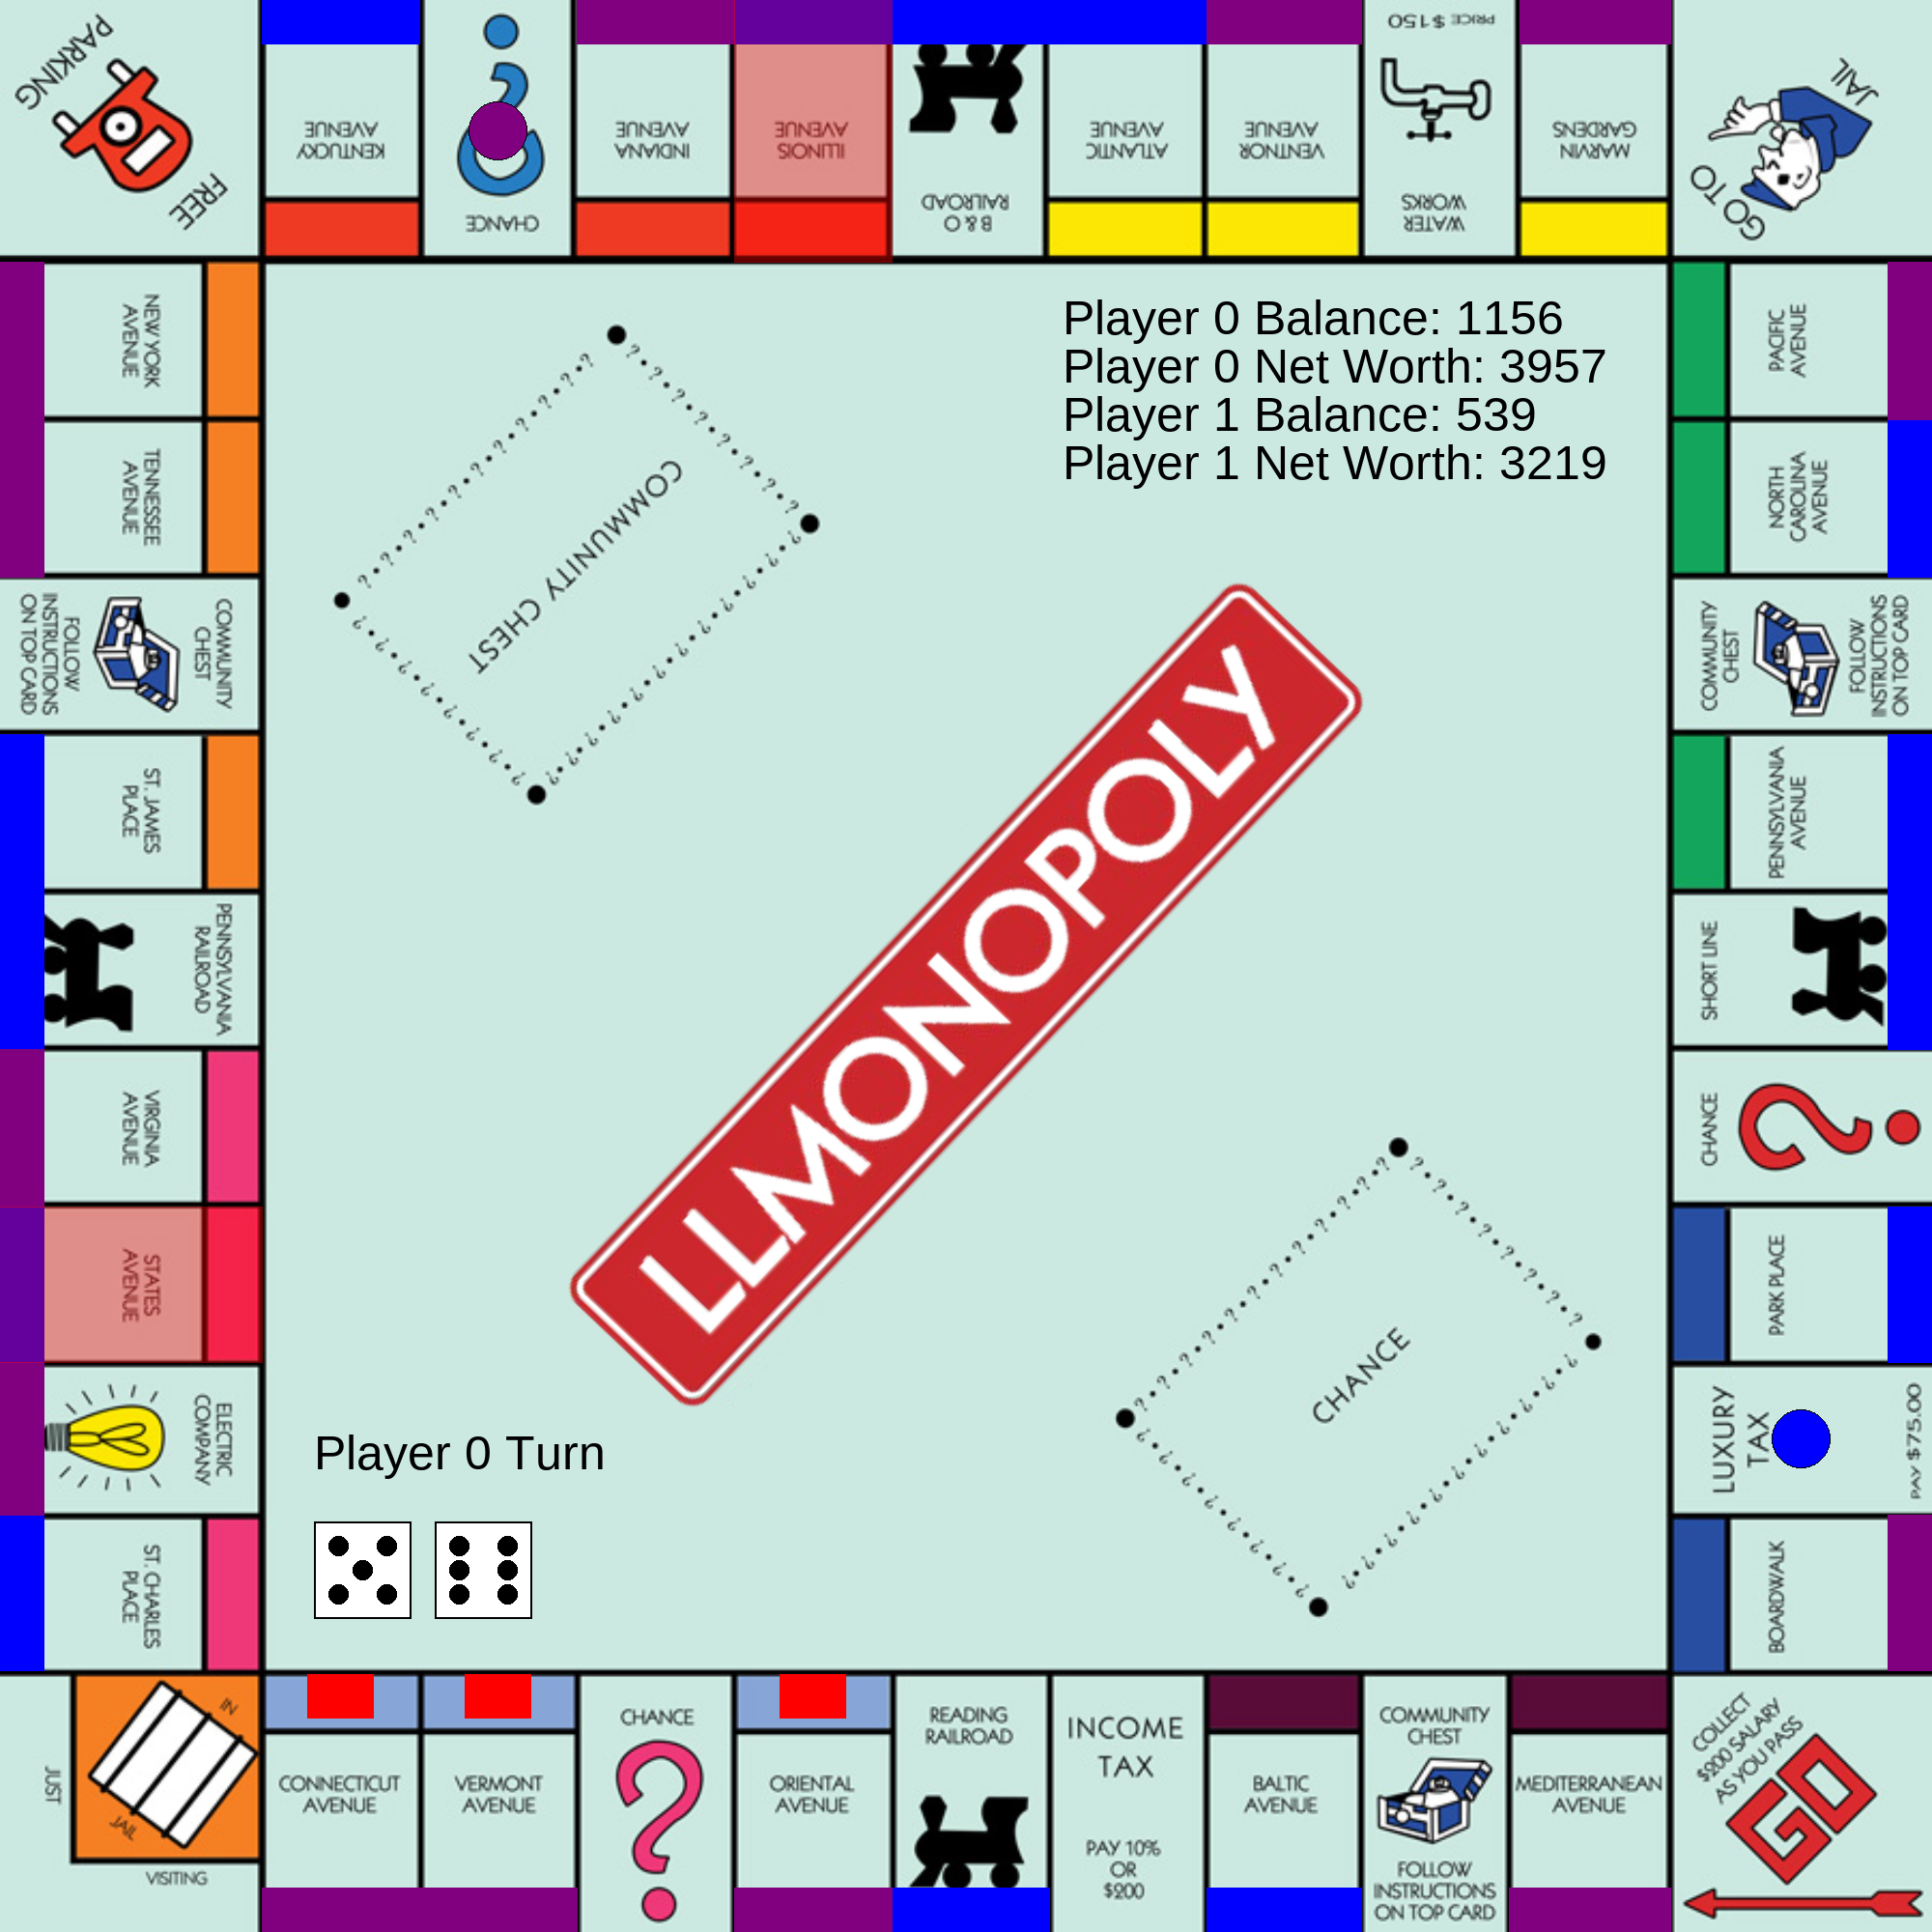 PARKING
FREE
KENTUCKY
AVENUE
CHANCE
INDIANA
AVENUE
ILLINOIS
AVENUE
B & O
RAILROAD
ATLANTIC
AVENUE
VENTNOR
AVENUE
PRICE $150
WATER
WORKS
MARVIN
GARDENS
GO TO
JAIL
NEW YORK
AVENUE
TENNESSEE
AVENUE
COMMUNITY
CHEST
FOLLOW
INSTRUCTIONS
ON TOP CARD
ST. JAMES
PLACE
PENNSYLVANIA
RAILROAD
VIRGINIA
AVENUE
STATES
AVENUE
ELECTRIC
COMPANY
ST. CHARLES
PLACE
Player 0 Balance: 1156
Player 0 Net Worth: 3957
Player 1 Balance: 539
Player 1 Net Worth: 3219
COMMUNITY CHEST
LLMONOPOLY
CHANCE
Player 0 Turn
PACIFIC
AVENUE
NORTH
CAROLINA
AVENUE
COMMUNITY
CHEST
FOLLOW
INSTRUCTIONS
ON TOP CARD
PENNSYLVANIA
AVENUE
SHORT LINE
CHANCE
PARK PLACE
LUXURY
TAX
PAY $75.00
BOARDWALK
JUST
VISITING
IN
JAIL
CONNECTICUT
AVENUE
VERMONT
AVENUE
CHANCE
ORIENTAL
AVENUE
READING
RAILROAD
INCOME
TAX
PAY 10%
OR
$200
BALTIC
AVENUE
COMMUNITY
CHEST
FOLLOW
INSTRUCTIONS
ON TOP CARD
MEDITERRANEAN
AVENUE
COLLECT
$200 SALARY
AS YOU PASS
GO